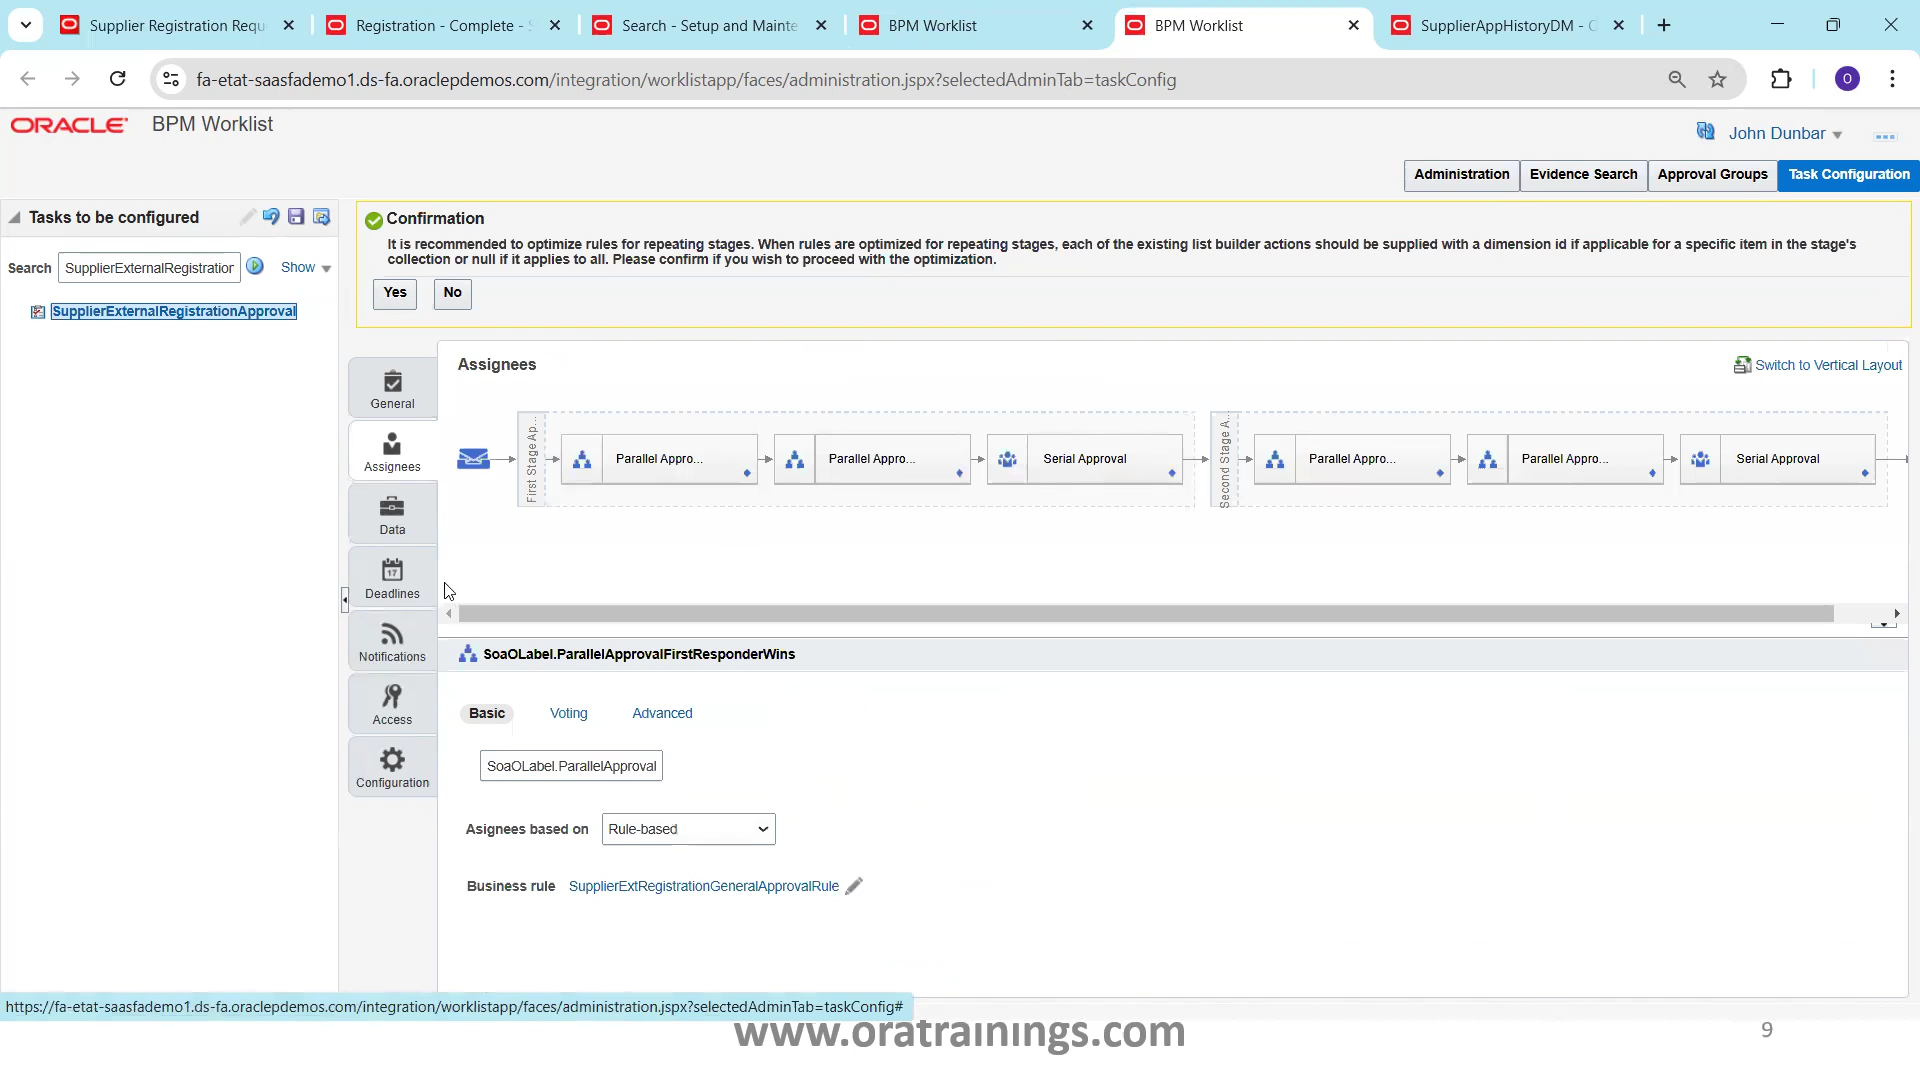 Supplier Registration Requ
Registration - Complete - S
Search - Setup and Mainte
BPM Worklist
BPM Worklist
SupplierAppHistoryDM - O
fa-etat-saasfademo1.ds-fa.oraclepdemos.com/integration/worklistapp/faces/administration.jspx?selectedAdminTab=taskConfig
O
ORACLE BPM Worklist
John Dunbar
Administration
Evidence Search
Approval Groups
Task Configuration
Tasks to be configured
Search SupplierExternalRegistration Show
SupplierExternalRegistrationApproval
Confirmation
It is recommended to optimize rules for repeating stages. When rules are optimized for repeating stages, each of the existing list builder actions should be supplied with a dimension id if applicable for a specific item in the stage's
collection or null if it applies to all. Please confirm if you wish to proceed with the optimization.
Yes
No
General
Assignees
Data
17
Deadlines
Notifications
Access
Configuration
Assignees
Switch to Vertical Layout
First Stage Ap...
Parallel Appro...
Parallel Appro...
Serial Approval
Second Stage A...
Parallel Appro...
Parallel Appro...
Serial Approval
SoaOLabel.ParallelApprovalFirstResponderWins
Basic
Voting
Advanced
SoaOLabel.ParallelApproval
Asignees based on Rule-based
Business rule SupplierExtRegistrationGeneralApprovalRule
https://fa-etat-saasfademo1.ds-fa.oraclepdemos.com/integration/worklistapp/faces/administration.jspx?selectedAdminTab=taskConfig#
www.oratrainings.com
9